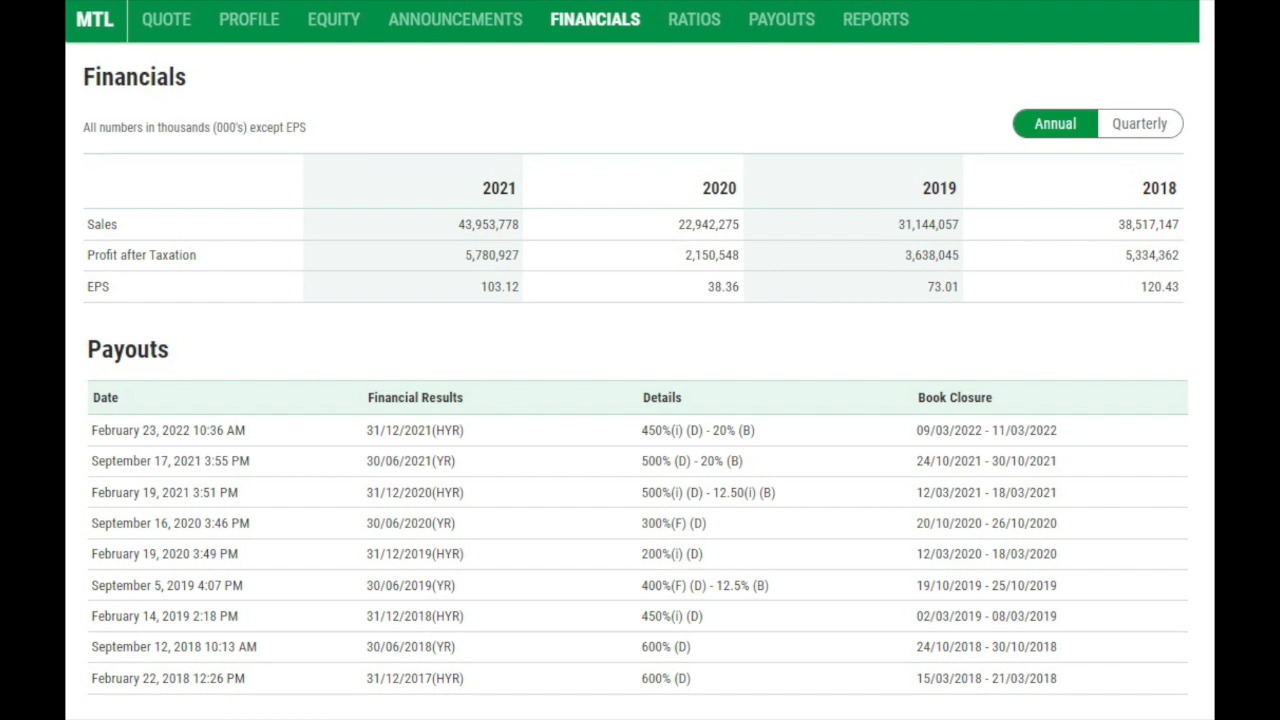 MTL QUOTE PROFILE EQUITY ANNOUNCEMENTS FINANCIALS RATIOS PAYOUTS REPORTS
Financials
All numbers in thousands (000's) except EPS
Annual Quarterly
2021 2020 2019 2018
Sales 43,953,778 22,942,275 31,144,057 38,517,147
Profit after Taxation 5,780,927 2,150,548 3,638,045 5,334,362
EPS 103.12 38.36 73.01 120.43
Payouts
Date Financial Results Details Book Closure
February 23, 2022 10:36 AM 31/12/2021(HYR) 450%(i) (D) - 20% (B) 09/03/2022 - 11/03/2022
September 17, 2021 3:55 PM 30/06/2021(YR) 500% (D) - 20% (B) 24/10/2021 - 30/10/2021
February 19, 2021 3:51 PM 31/12/2020(HYR) 500%(i) (D) - 12.50(i) (B) 12/03/2021 - 18/03/2021
September 16, 2020 3:46 PM 30/06/2020(YR) 300%(F) (D) 20/10/2020 - 26/10/2020
February 19, 2020 3:49 PM 31/12/2019(HYR) 200%(i) (D) 12/03/2020 - 18/03/2020
September 5, 2019 4:07 PM 30/06/2019(YR) 400%(F) (D) - 12.5% (B) 19/10/2019 - 25/10/2019
February 14, 2019 2:18 PM 31/12/2018(HYR) 450%(i) (D) 02/03/2019 - 08/03/2019
September 12, 2018 10:13 AM 30/06/2018(YR) 600% (D) 24/10/2018 - 30/10/2018
February 22, 2018 12:26 PM 31/12/2017(HYR) 600% (D) 15/03/2018 - 21/03/2018